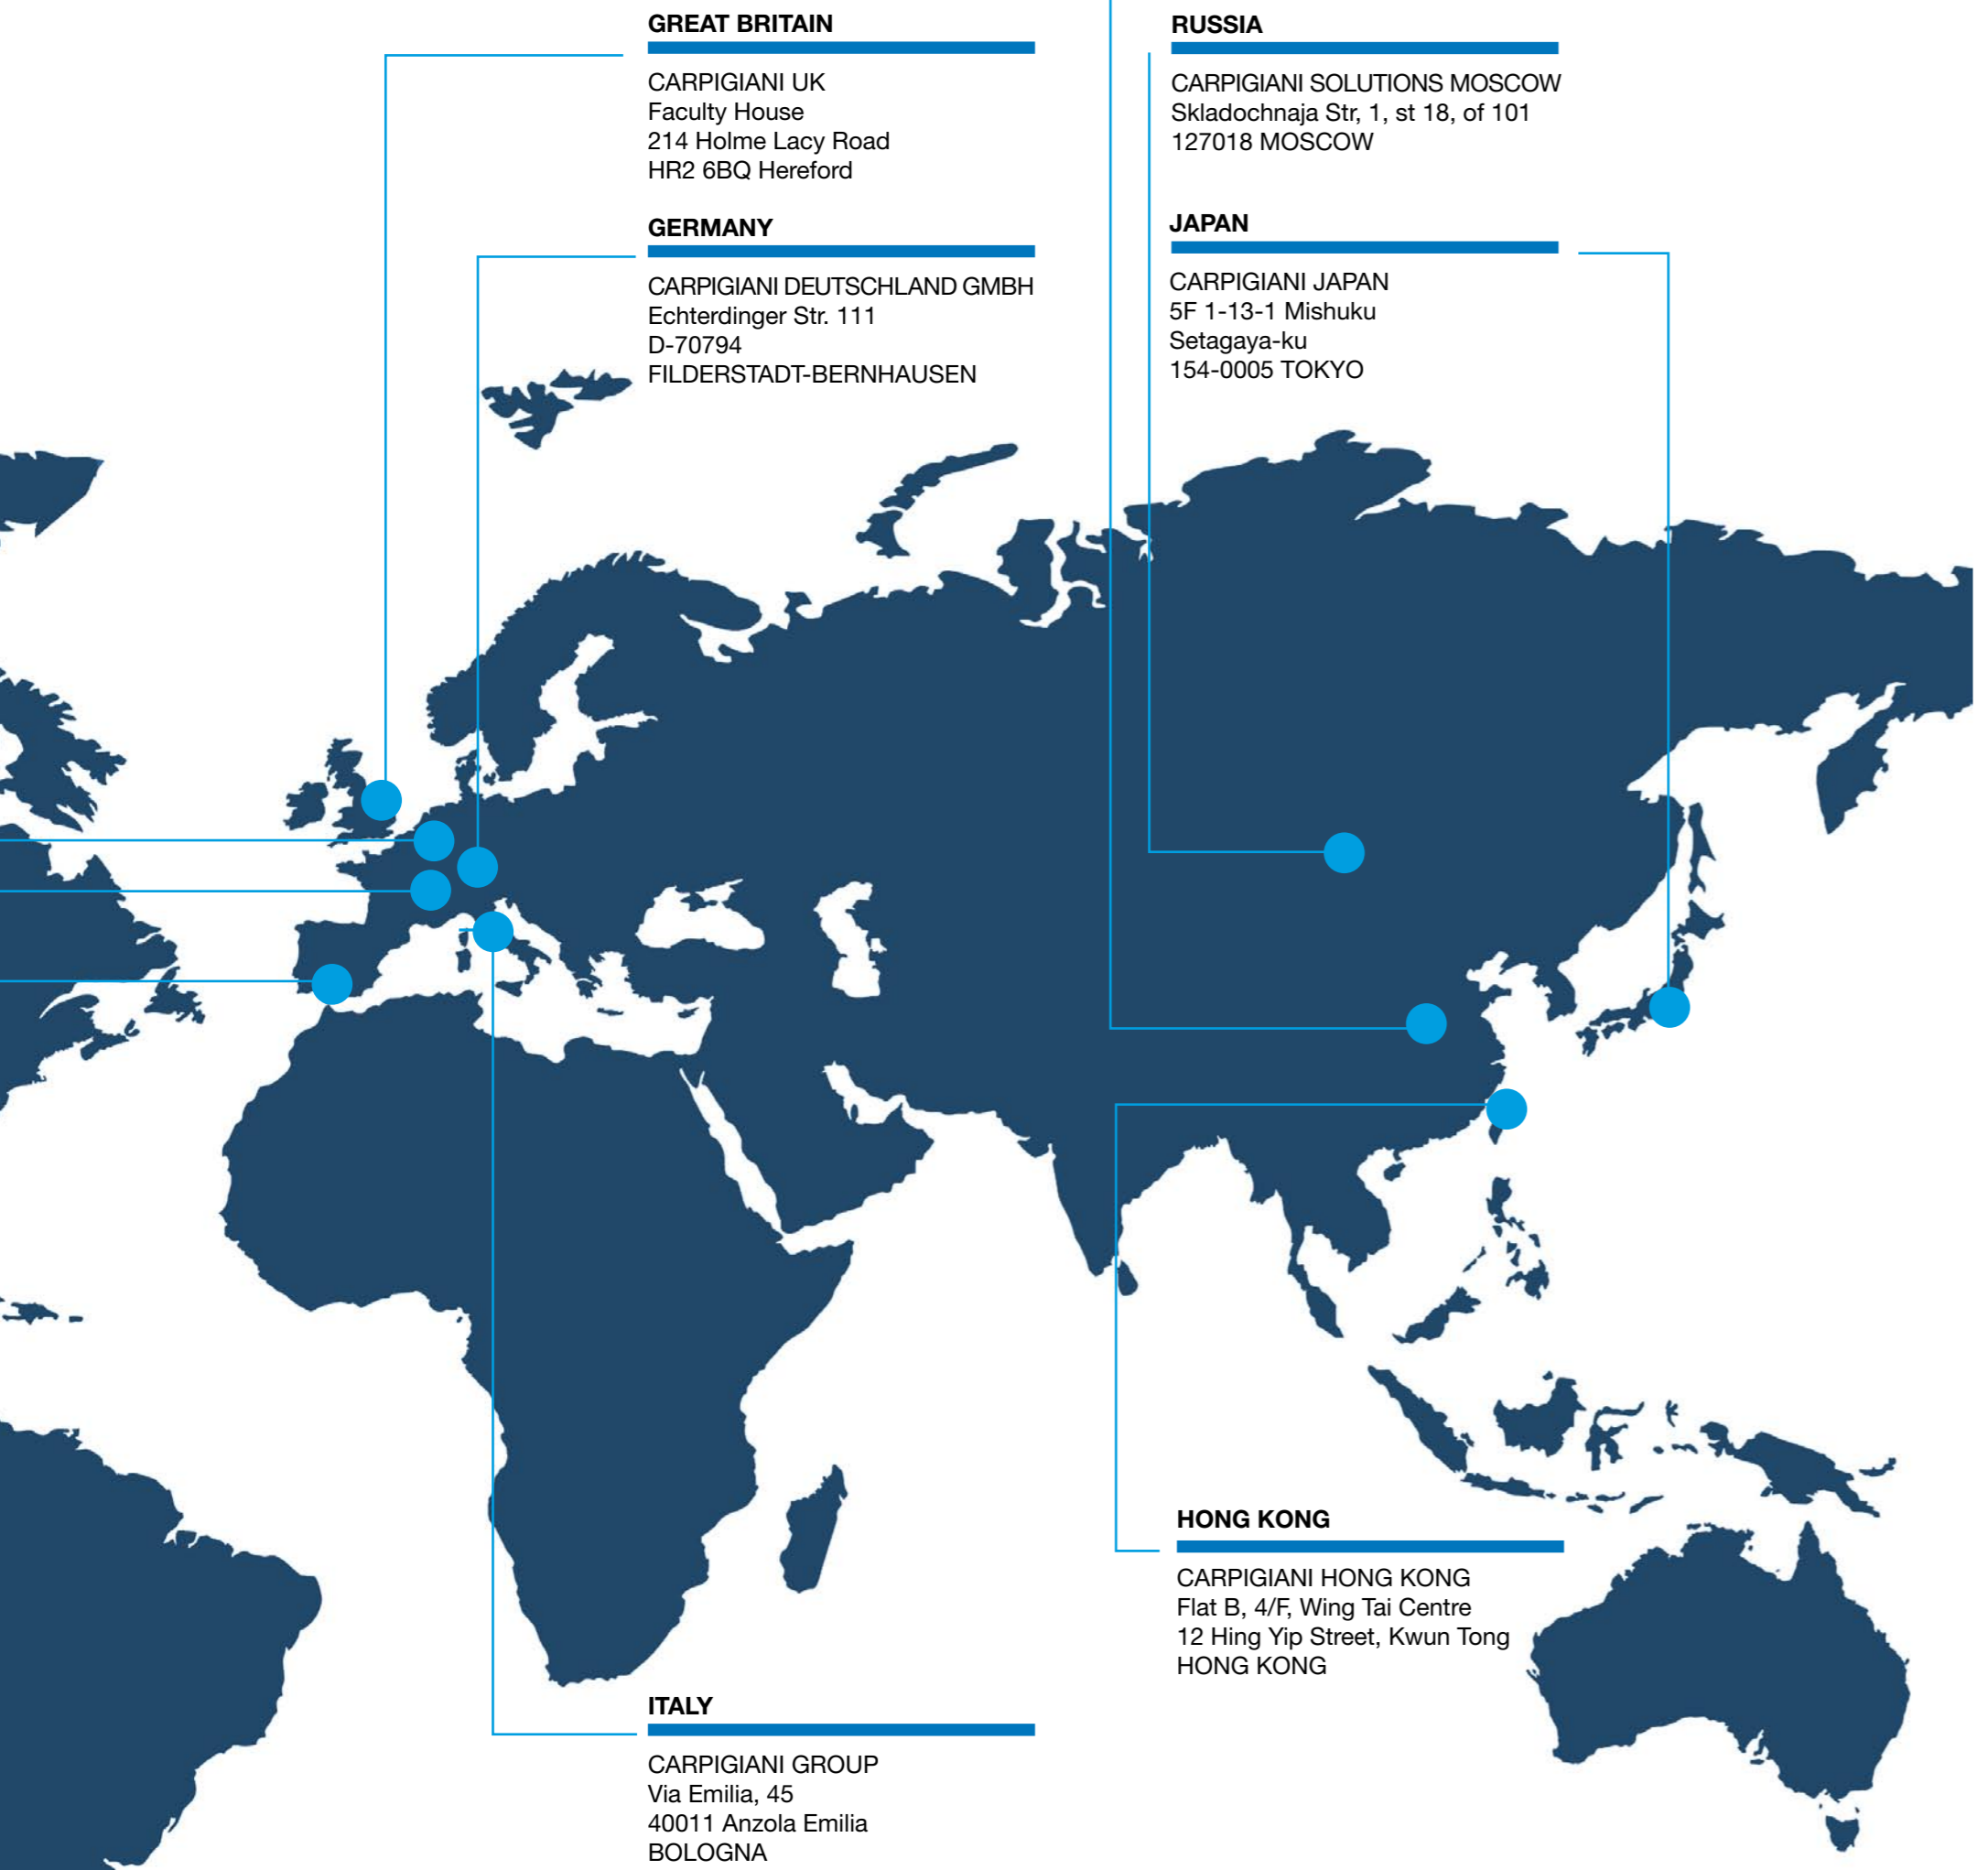 GREAT BRITAIN
CARPIGIANI UK
Faculty House
214 Holme Lacy Road
HR2 6BQ Hereford
GERMANY
CARPIGIANI DEUTSCHLAND GMBH
Echterdinger Str. 111
D-70794
FILDERSTADT-BERNHAUSEN
RUSSIA
CARPIGIANI SOLUTIONS MOSCOW
Skladochnaja Str, 1, st 18, of 101
127018 MOSCOW
JAPAN
CARPIGIANI JAPAN
5F 1-13-1 Mishuku
Setagaya-ku
154-0005 TOKYO
HONG KONG
CARPIGIANI HONG KONG
Flat B, 4/F, Wing Tai Centre
12 Hing Yip Street, Kwun Tong
HONG KONG
ITALY
CARPIGIANI GROUP
Via Emilia, 45
40011 Anzola Emilia
BOLOGNA